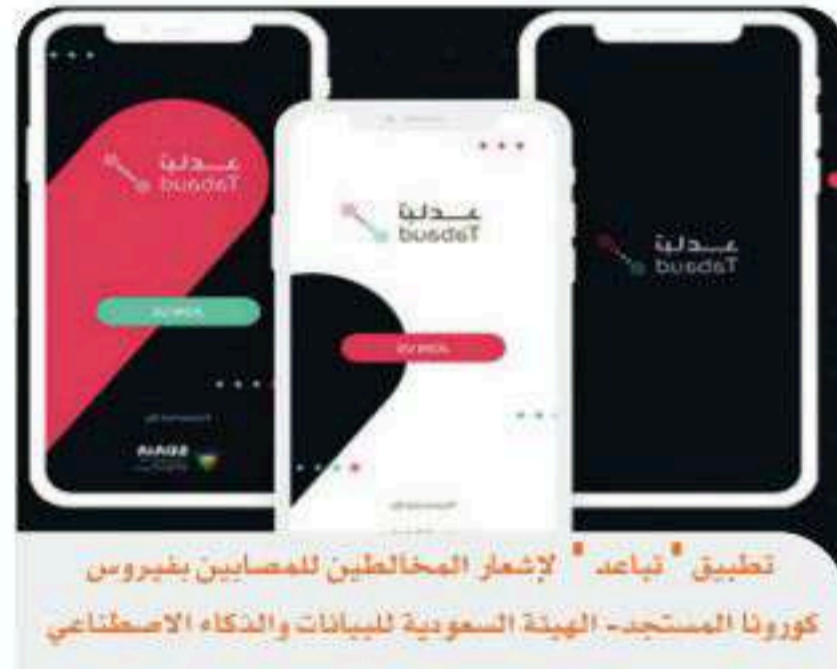 تباعد
Tabaud
تباعد
Tabaud
تباعد
Tabaud
SDAIA
تطبيق "تباعد" لإشعار المخالطين للمصابين بفيروس
كورونا المستجد- الهيئة السعودية للبيانات والذكاء الاصطناعي